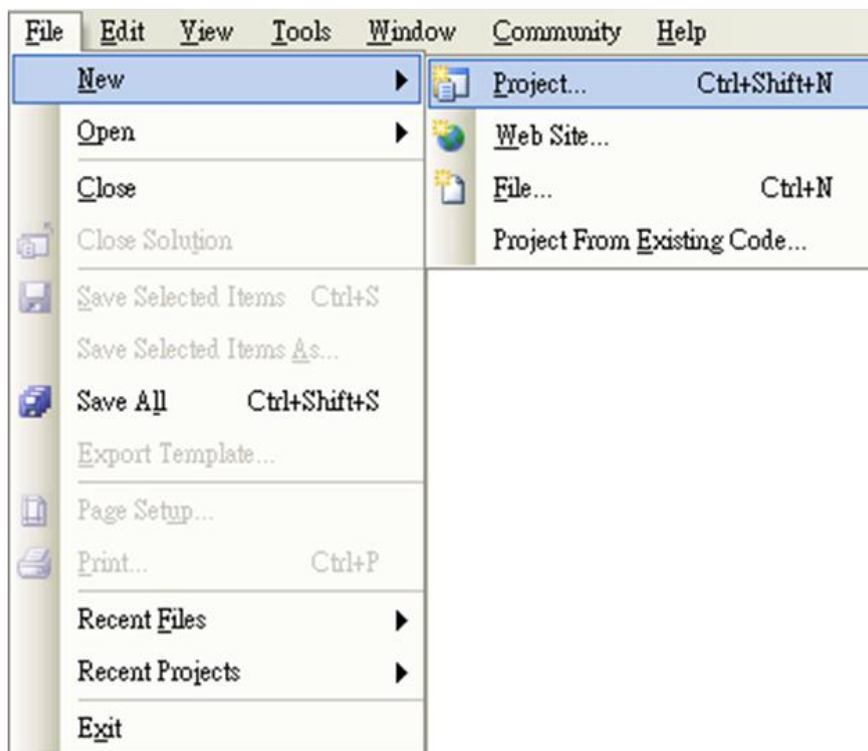 File Edit View Tools Window Community Help
New
Open
Close
Close Solution
Save Selected Items Ctrl+S
Save Selected Items As...
Save All Ctrl+Shift+S
Export Template...
Page Setup...
Print... Ctrl+P
Recent Files
Recent Projects
Exit
Project... Ctrl+Shift+N
Web Site...
File... Ctrl+N
Project From Existing Code...